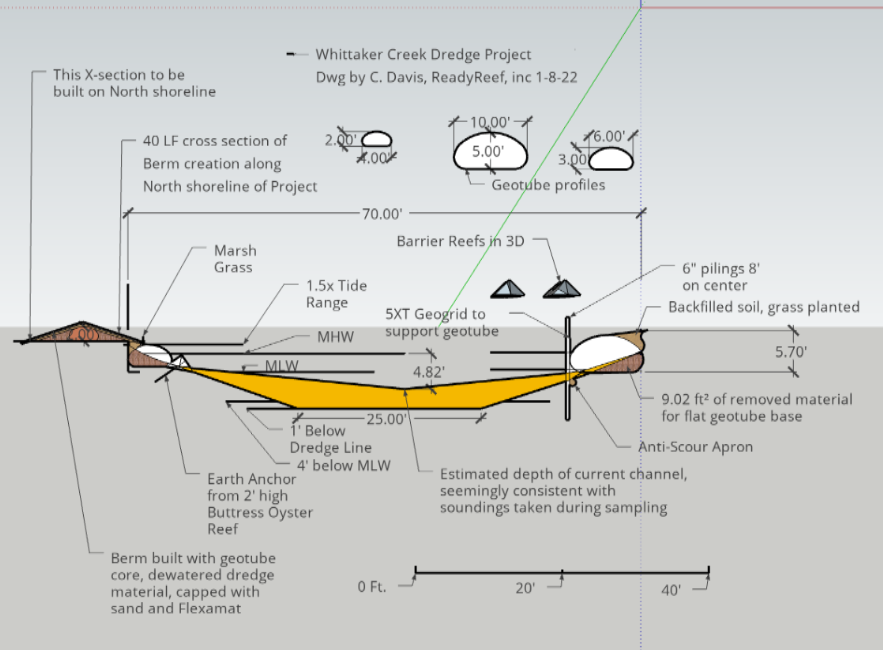 Whittaker Creek Dredge Project
Dwg by C. Davis, ReadyReef, inc 1-8-22
This X-section to be
built on North shoreline
40 LF cross section of
Berm creation along
North shoreline of Project
2.00'
4.00'
10.00'
5.00'
6.00'
3.00'
Geotube profiles
70.00'
Barrier Reefs in 3D
Marsh
Grass
1.5x Tide
Range
6" pilings 8'
on center
Backfilled soil, grass planted
5XT Geogrid to
support geotube
MHW
MLW
2.00'
4.82'
5.70'
25.00'
9.02 ft² of removed material
for flat geotube base
1' Below
Dredge Line
4' below MLW
Anti-Scour Apron
Earth Anchor
from 2' high
Buttress Oyster
Reef
Estimated depth of current channel,
seemingly consistent with
soundings taken during sampling
Berm built with geotube
core, dewatered dredge
material, capped with
sand and Flexamat
0 Ft.
20'
40'